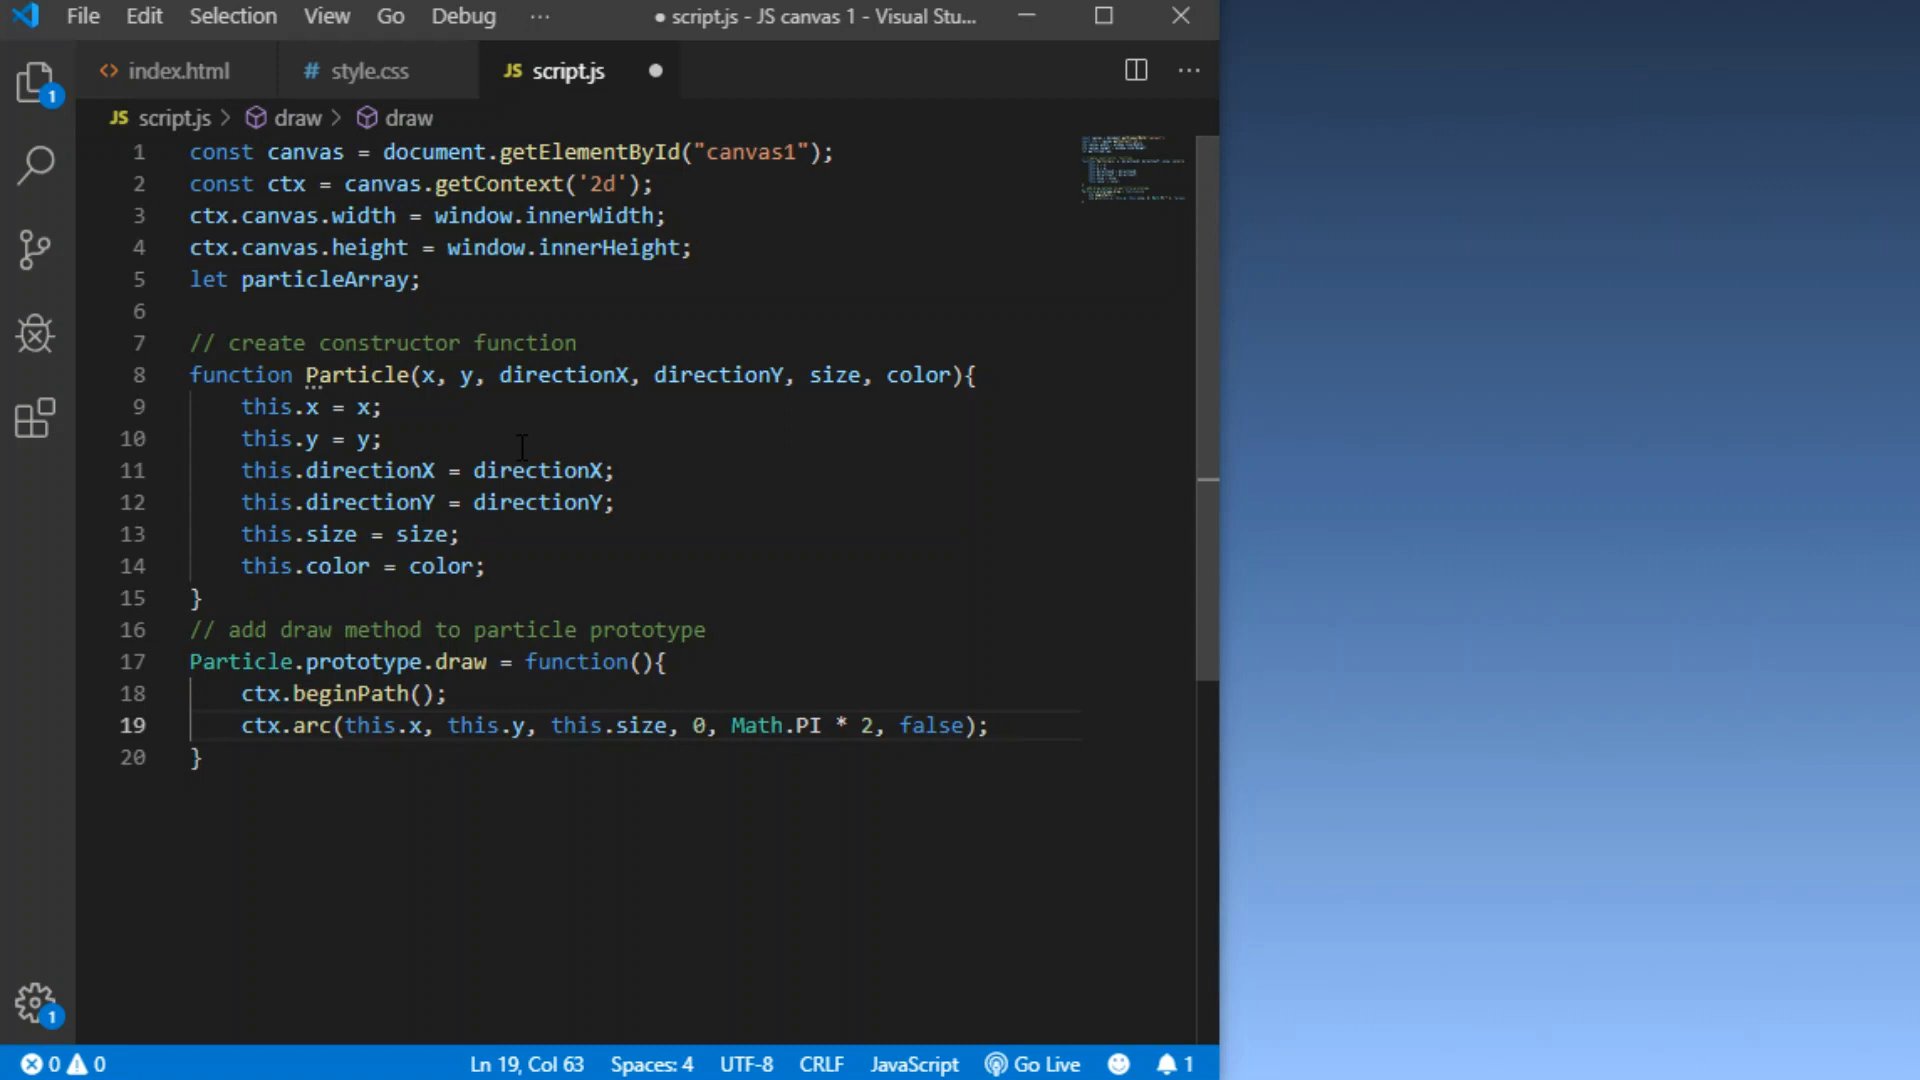 File Edit Selection View Go Debug ··· ● script.js - JS canvas 1 - Visual Stu...
<> index.html # style.css JS script.js ●
1
JS script.js > draw > draw
1 const canvas = document.getElementById("canvas1");
2 const ctx = canvas.getContext('2d');
3 ctx.canvas.width = window.innerWidth;
4 ctx.canvas.height = window.innerHeight;
5 let particleArray;
6
7 // create constructor function
8 function Particle(x, y, directionX, directionY, size, color){
9 this.x = x;
10 this.y = y;
11 this.directionX = directionX;
12 this.directionY = directionY;
13 this.size = size;
14 this.color = color;
15 }
16 // add draw method to particle prototype
17 Particle.prototype.draw = function(){
18 ctx.beginPath();
19 ctx.arc(this.x, this.y, this.size, 0, Math.PI * 2, false);
20 }
1
0 0 Ln 19, Col 63 Spaces: 4 UTF-8 CRLF JavaScript Go Live 1